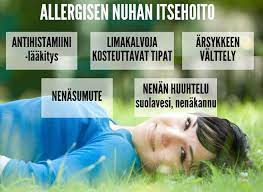 ALLERGISEN NUHAN ITSEHOITO
ANTIHISTAMIINI
-LÄÄKITYS
LIMAKALVOJA
KOSTEUTTAVAT TIPAT
ÄRSYKKEEN
VÄLTTELY
NENÄSUMUTE
NENÄN HUUHTELU
SUOLAVESI, NENÄKANNU